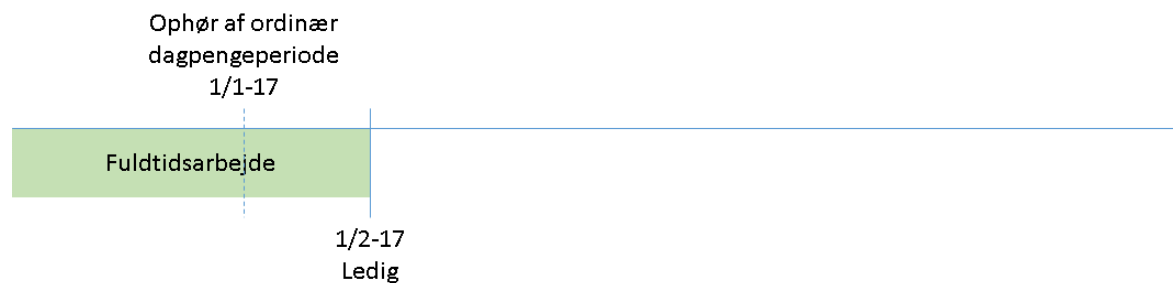 Ophør af ordinær
dagpengeperiode
1/1-17
Fuldtidsarbejde
1/2-17
Ledig